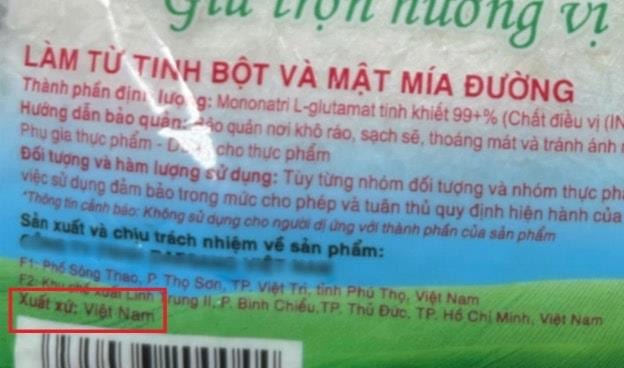 Giữ trọn hương vị
LÀM TỪ TINH BỘT VÀ MẬT MÍA ĐƯỜNG
Thành phần định lượng: Mononatri L-glutamat tinh khiết 99+% (Chất điều vị (IN
Hướng dẫn bảo quản: Bảo quản nơi khô ráo, sạch sẽ, thoáng mát và tránh ánh
Phụ gia thực phẩm - Dùng cho thực phẩm
Đối tượng và hàm lượng sử dụng: Tùy từng nhóm đối tượng và nhóm thực phẩ
việc sử dụng đảm bảo trong mức cho phép và tuân thủ quy định hiện hành của
*Thông tin cảnh báo: Không sử dụng cho người dị ứng với thành phần của sản phẩm
Sản xuất và chịu trách nhiệm về sản phẩm:
F1: Phố Sông Thao, P. Thọ Sơn, TP. Việt Trì, tỉnh Phú Thọ, Việt Nam
F2: Khu chế xuất Linh Trung II, P. Bình Chiểu,TP. Thủ Đức, TP. Hồ Chí Minh, Việt Nam
Xuất xứ: Việt Nam